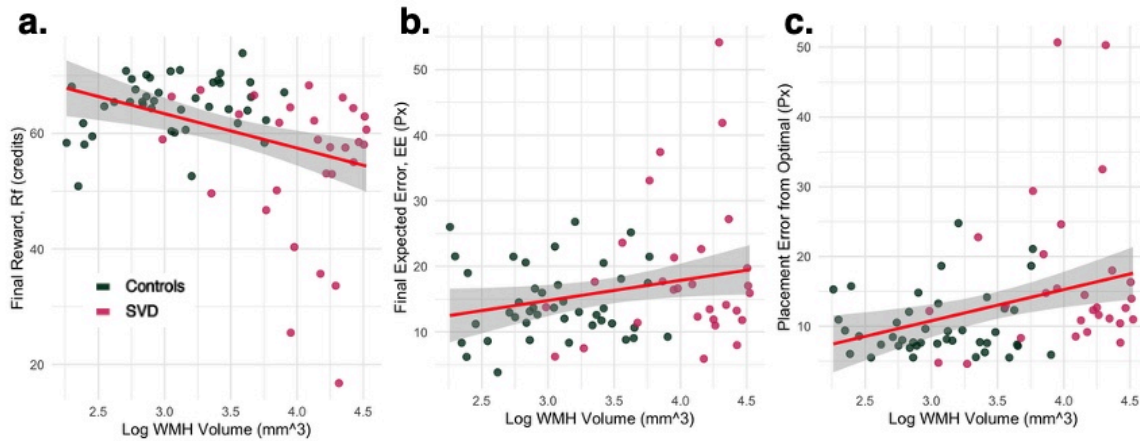 a.
Final Reward, Rf (credits)
60
40
20
Controls
SVD
2.5 3.0 3.5 4.0 4.5
Log WMH Volume (mm^3)
b.
Final Expected Error, EE (Px)
50
40
30
20
10
2.5 3.0 3.5 4.0 4.5
Log WMH Volume (mm^3)
c.
Placement Error from Optimal (Px)
50
40
30
20
10
2.5 3.0 3.5 4.0 4.5
Log WMH Volume (mm^3)